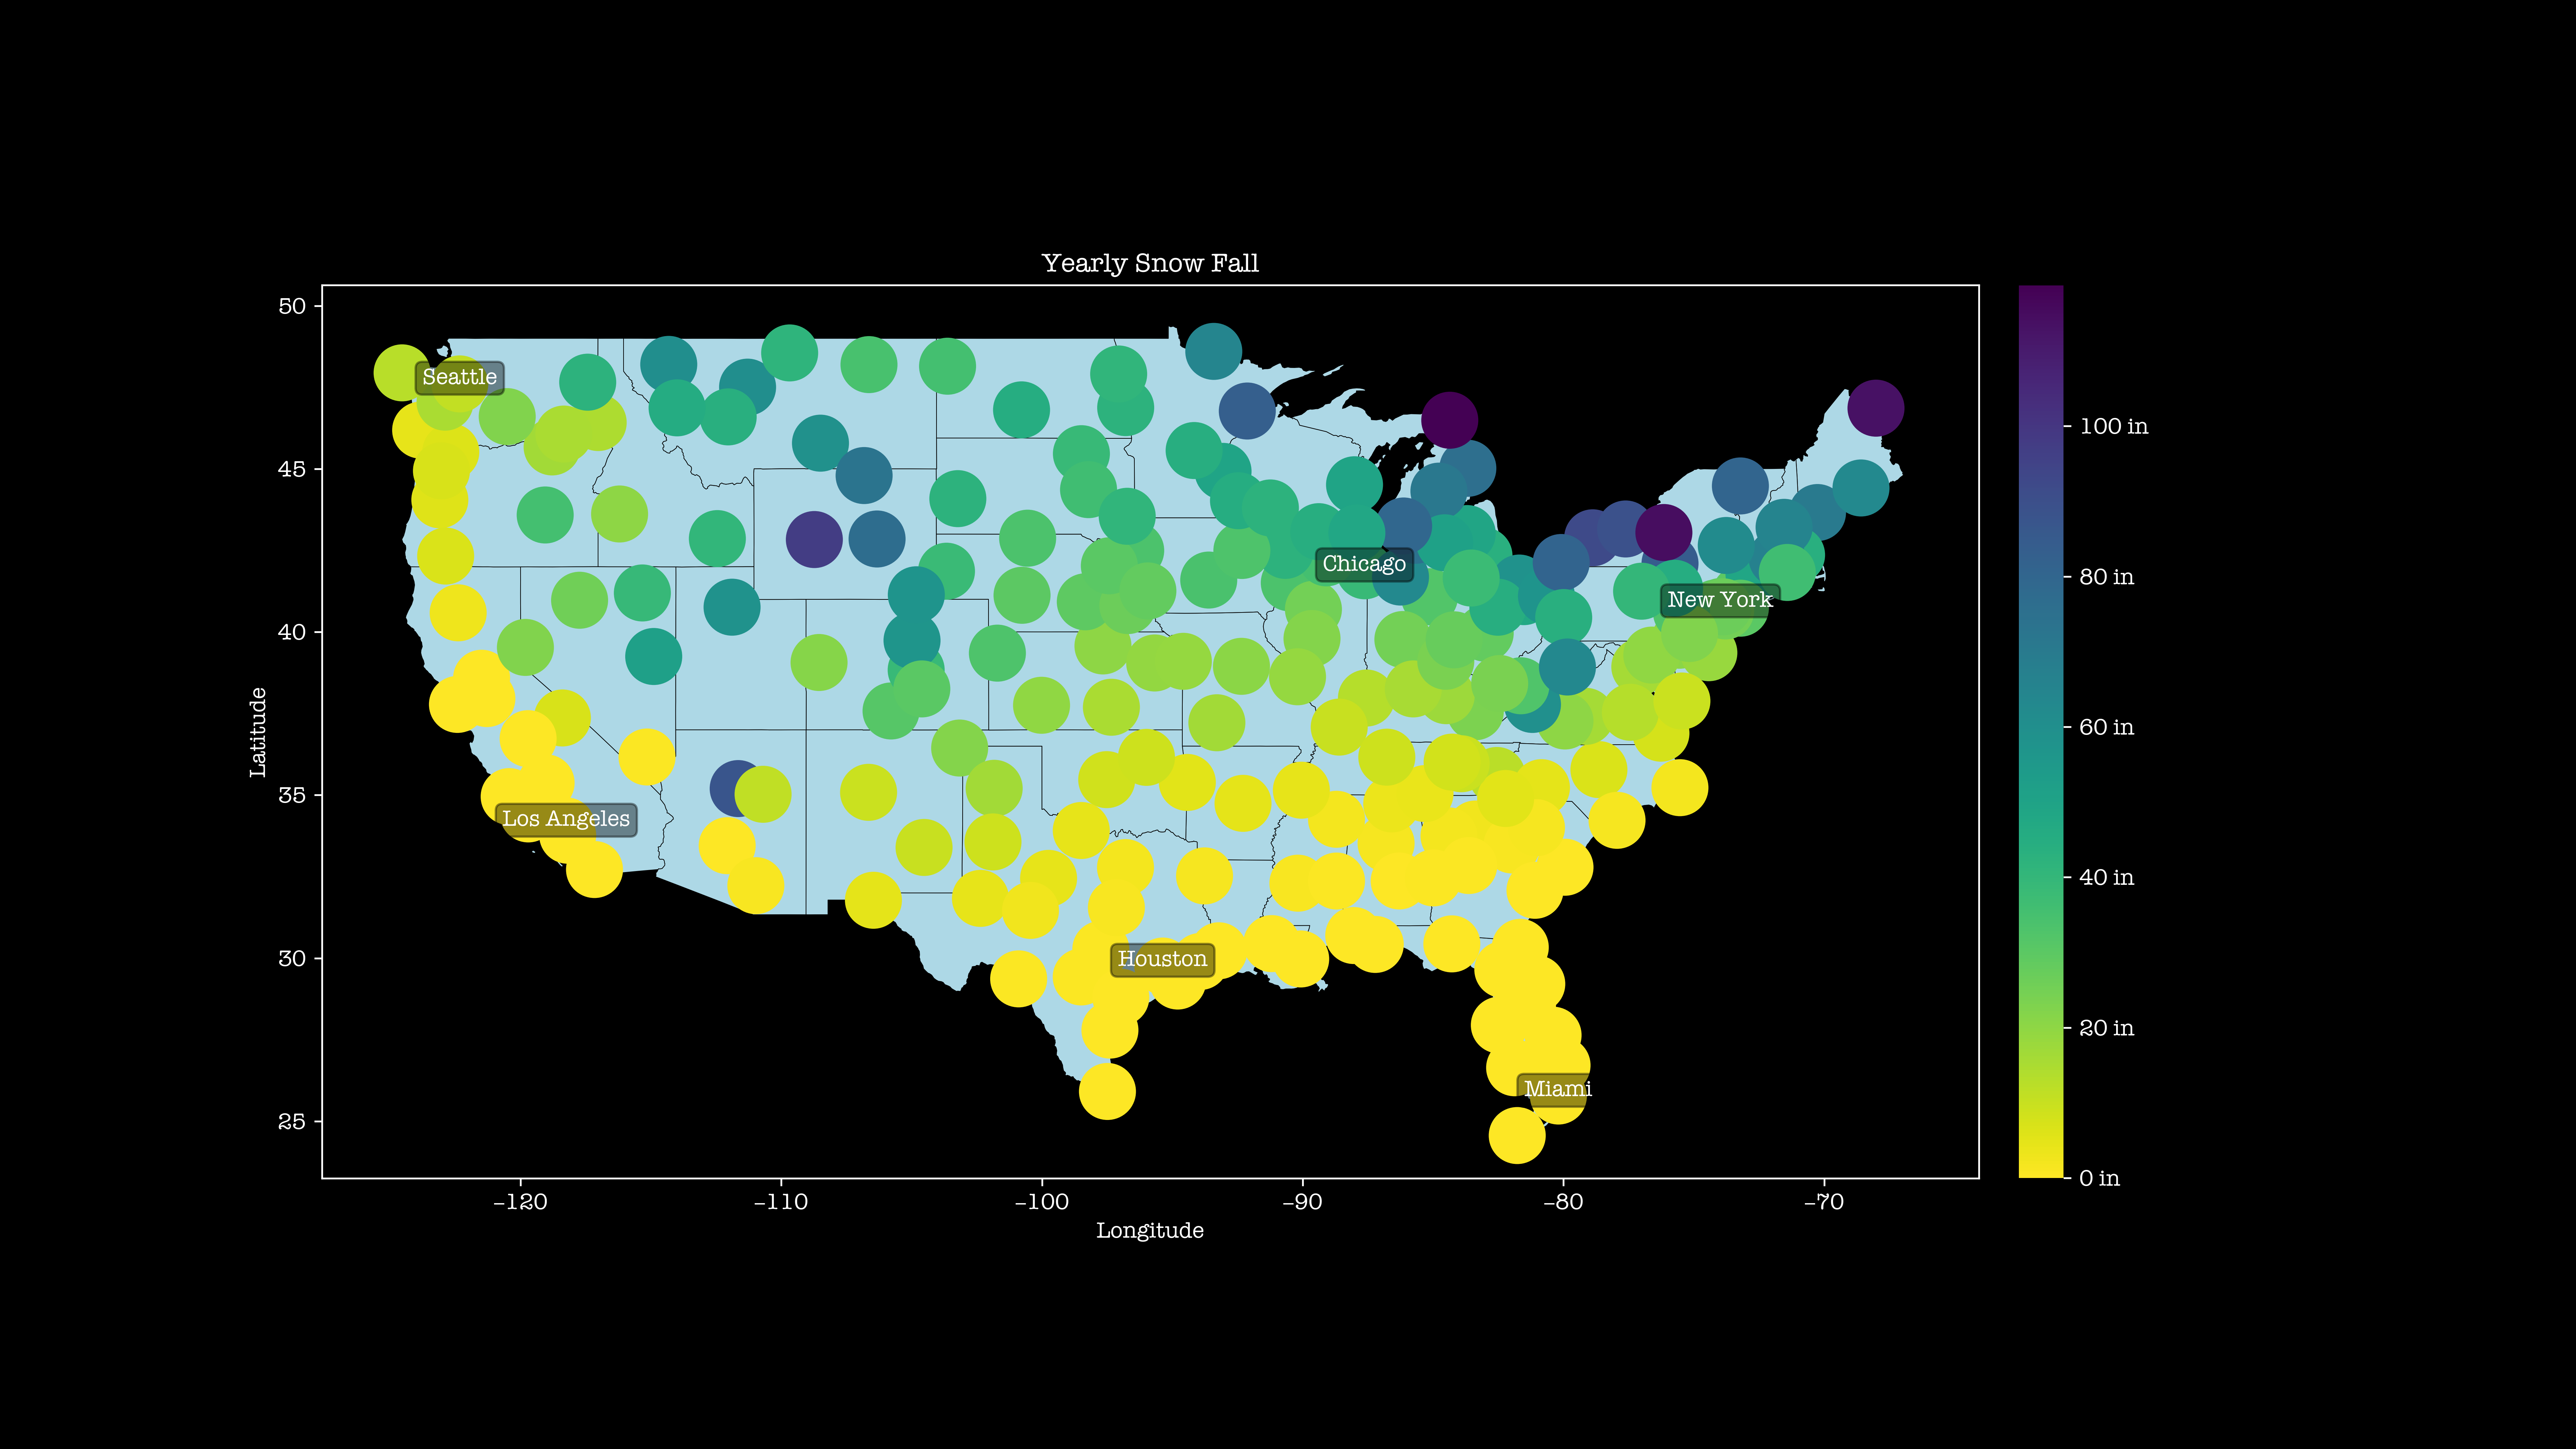 Yearly Snow Fall
50
45
40
35
30
25
Latitude
Seattle
Chicago
New York
Los Angeles
Houston
Miami
−120
−110
−100
−90
−80
−70
Longitude
100 in
80 in
60 in
40 in
20 in
0 in